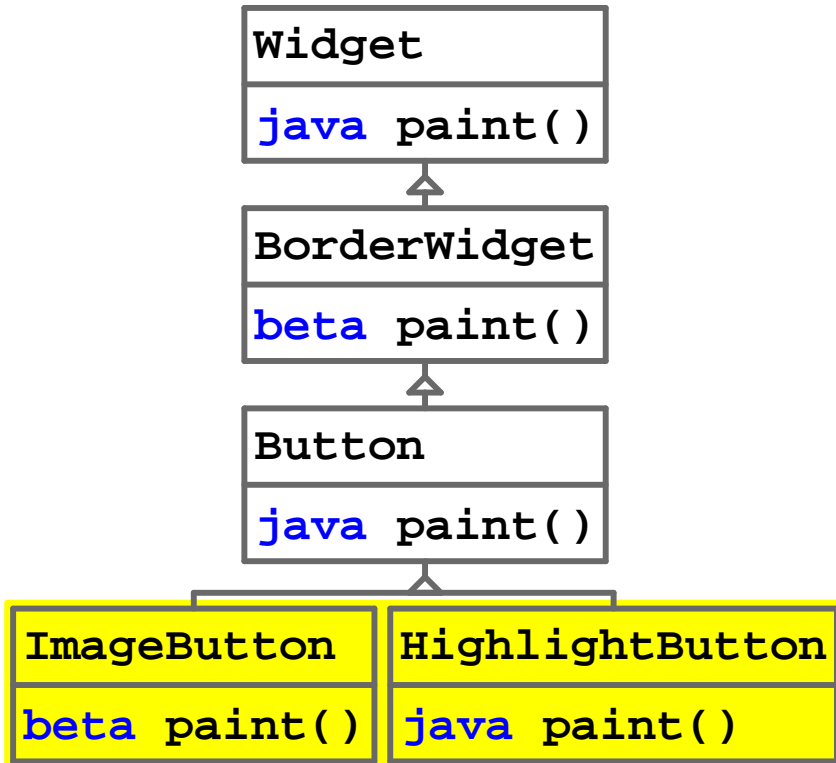 Widget
java paint()
BorderWidget
beta paint()
Button
java paint()
ImageButton
beta paint()
HighlightButton
java paint()